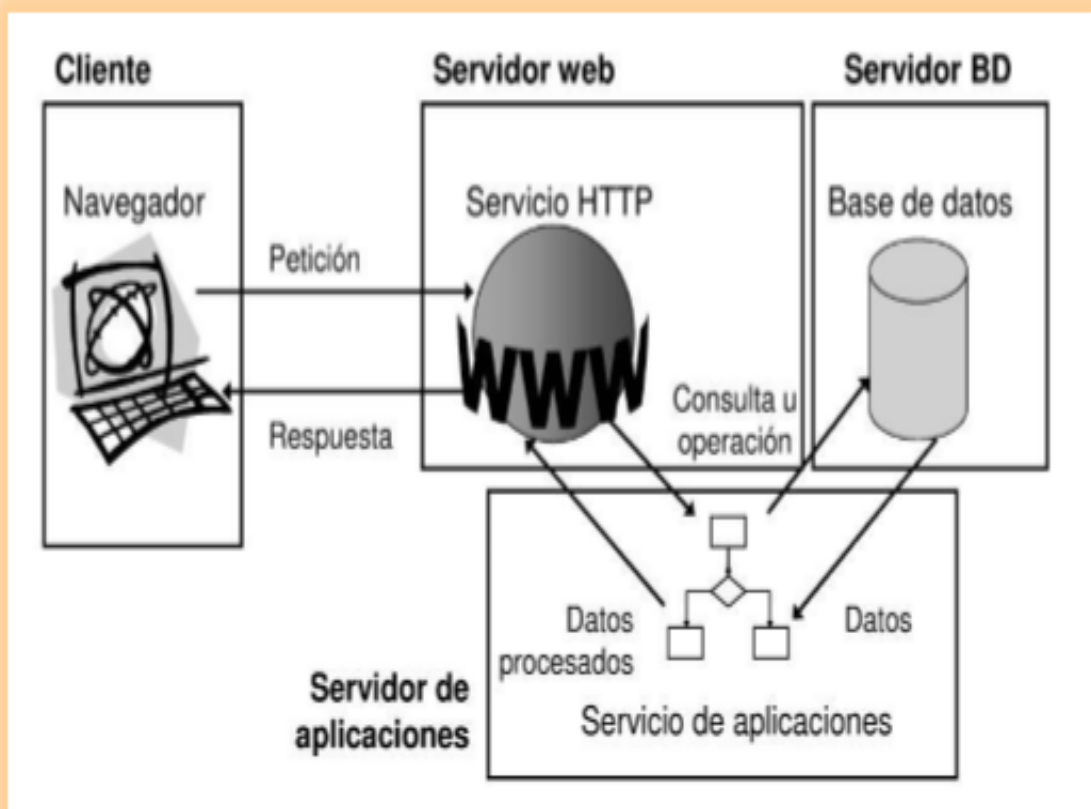 Cliente
Servidor web
Servidor BD
Navegador
Servicio HTTP
Base de datos
Petición
WWW
Respuesta
Consulta u
operación
Datos
procesados
Datos
Servidor de
aplicaciones
Servicio de aplicaciones